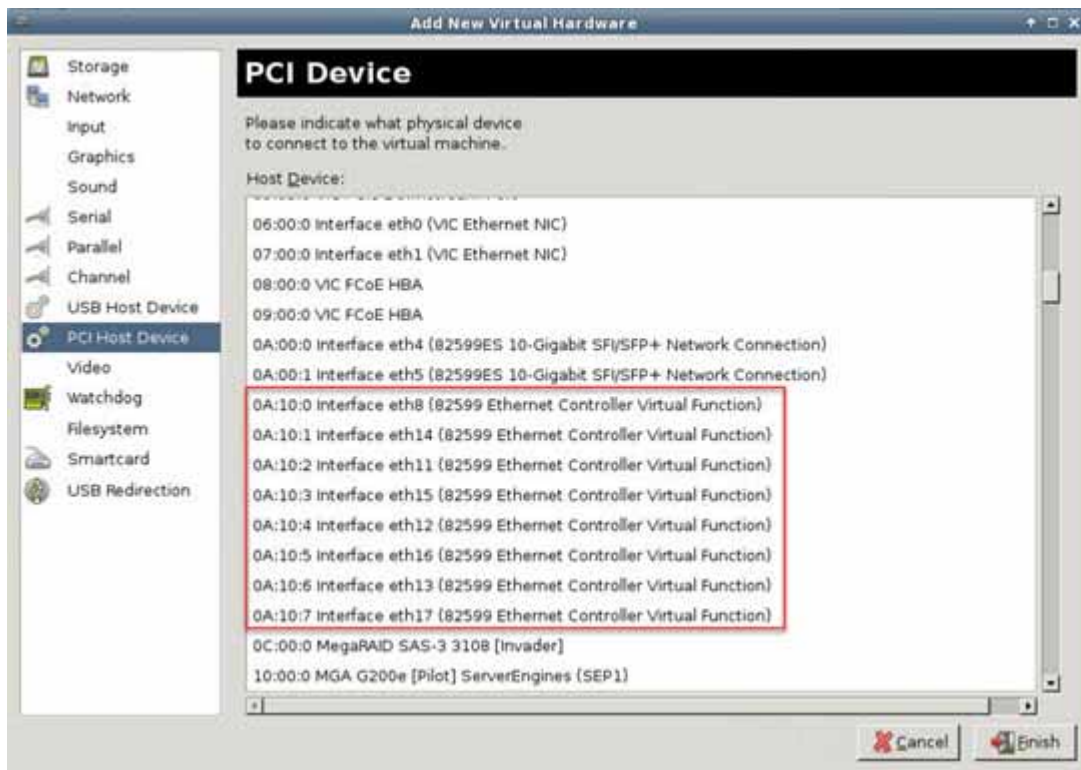 Add New Virtual Hardware
Storage
Network
Input
Graphics
Sound
Serial
Parallel
Channel
USB Host Device
PCI Host Device
Video
Watchdog
Filesystem
Smartcard
USB Redirection
PCI Device
Please indicate what physical device
to connect to the virtual machine.
Host Device:
06:00:0 Interface eth0 (VIC Ethernet NIC)
07:00:0 Interface eth1 (VIC Ethernet NIC)
08:00:0 VIC FCoE HBA
09:00:0 VIC FCoE HBA
0A:00:0 Interface eth4 (82599ES 10-Gigabit SFI/SFP+ Network Connection)
0A:00:1 Interface eth5 (82599ES 10-Gigabit SFI/SFP+ Network Connection)
0A:10:0 Interface eth8 (82599 Ethernet Controller Virtual Function)
0A:10:1 Interface eth14 (82599 Ethernet Controller Virtual Function)
0A:10:2 Interface eth11 (82599 Ethernet Controller Virtual Function)
0A:10:3 Interface eth15 (82599 Ethernet Controller Virtual Function)
0A:10:4 Interface eth12 (82599 Ethernet Controller Virtual Function)
0A:10:5 Interface eth16 (82599 Ethernet Controller Virtual Function)
0A:10:6 Interface eth13 (82599 Ethernet Controller Virtual Function)
0A:10:7 Interface eth17 (82599 Ethernet Controller Virtual Function)
0C:00:0 MegaRAID SAS-3 3108 [Invader]
10:00:0 MGA G200e [Pilot] ServerEngines (SEP1)
Cancel
Finish